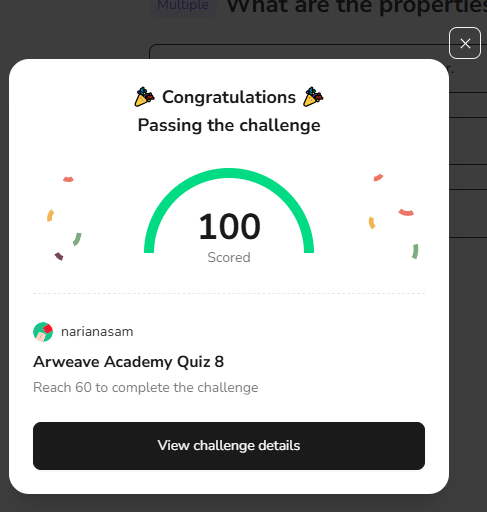 Multiple What are the properties
r.
Congratulations
Passing the challenge
100
Scored
narianasam
Arweave Academy Quiz 8
Reach 60 to complete the challenge
View challenge details